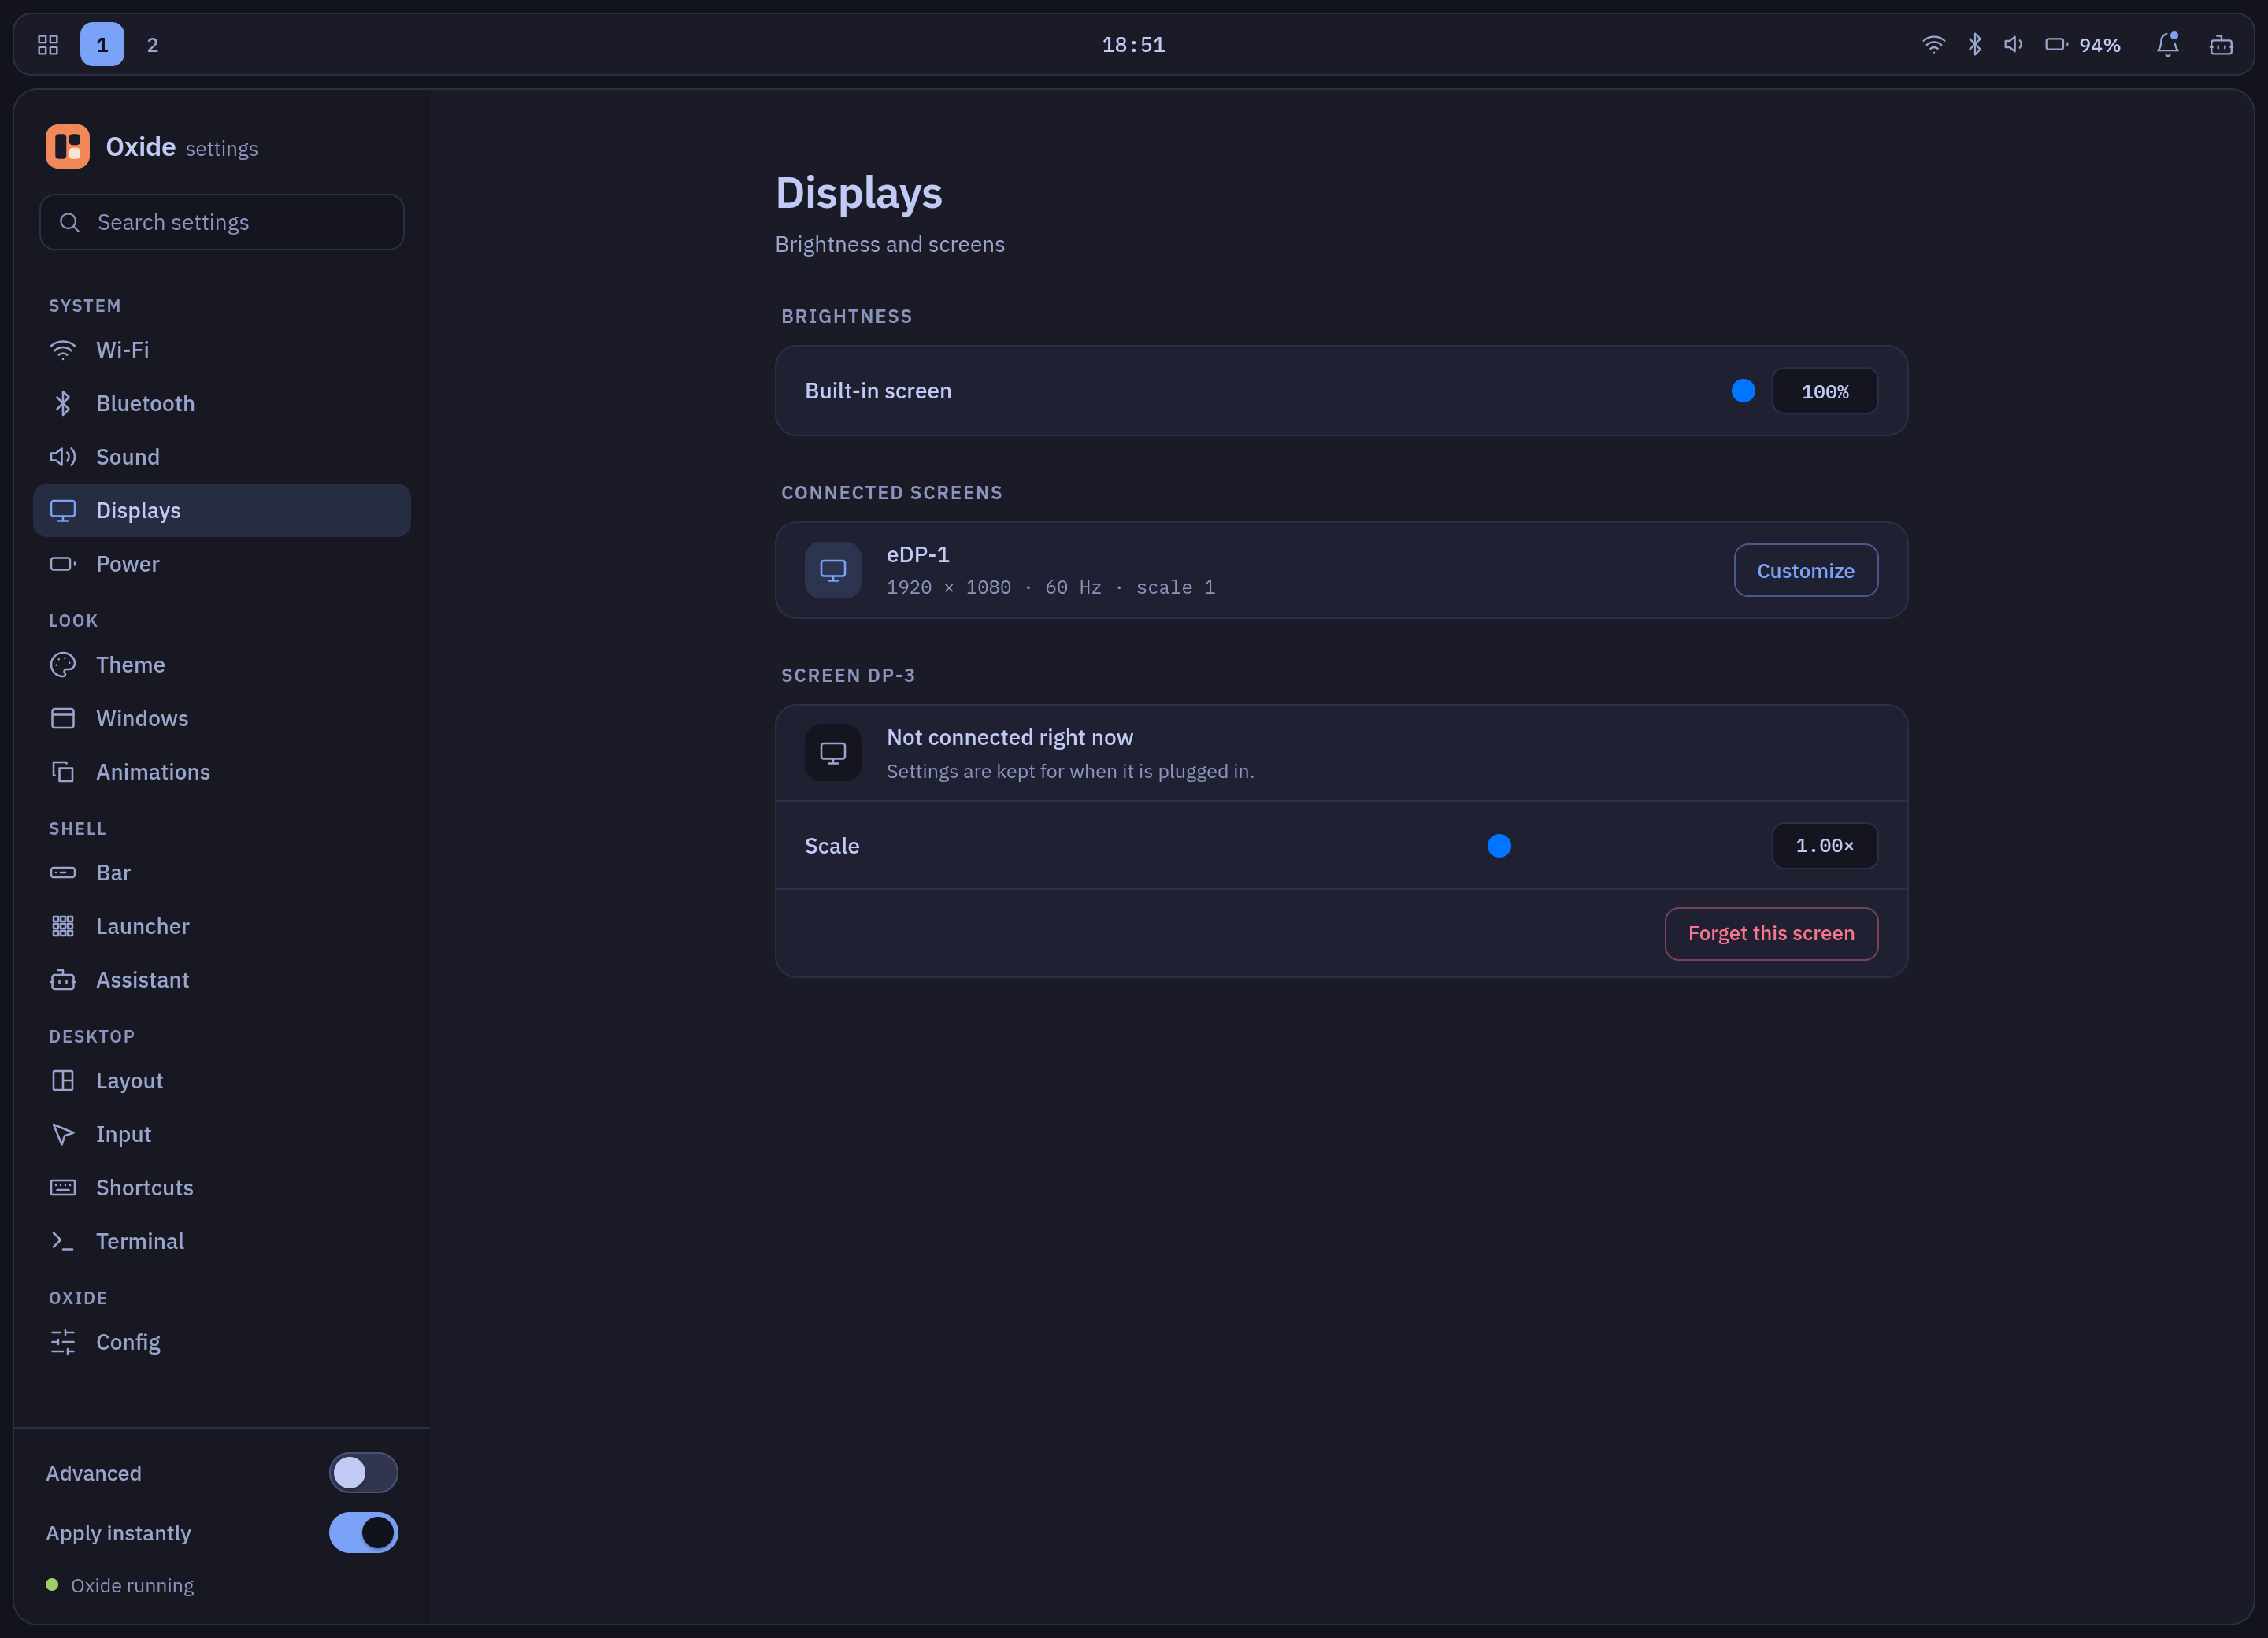 1 2 18:51 94%
Oxide settings
Search settings
SYSTEM
Wi-Fi
Bluetooth
Sound
Displays
Power
LOOK
Theme
Windows
Animations
SHELL
Bar
Launcher
Assistant
DESKTOP
Layout
Input
Shortcuts
Terminal
OXIDE
Config
Advanced
Apply instantly
Oxide running
Displays
Brightness and screens
BRIGHTNESS
Built-in screen 100%
CONNECTED SCREENS
eDP-1
1920 × 1080 · 60 Hz · scale 1
Customize
SCREEN DP-3
Not connected right now
Settings are kept for when it is plugged in.
Scale 1.00×
Forget this screen